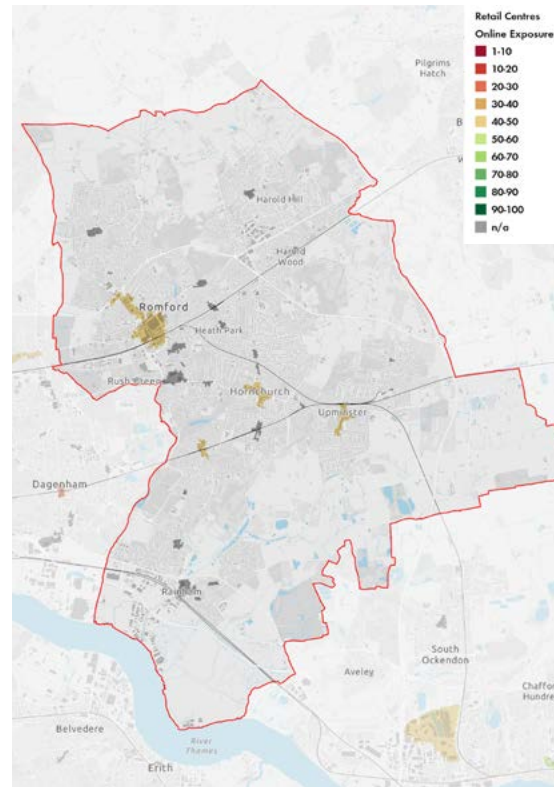 Retail Centres
Online Exposure
1-10
10-20
20-30
30-40
40-50
50-60
60-70
70-80
80-90
90-100
n/a
Pilgrims
Hatch
Harold Hill
Harold
Wood
Romford
Heath Park
Rush Green
Hornchurch
Upminster
Dagenham
Rainham
South
Ockendon
Aveley
Chaffor
Hundre
Belvedere
River
Thames
Erith